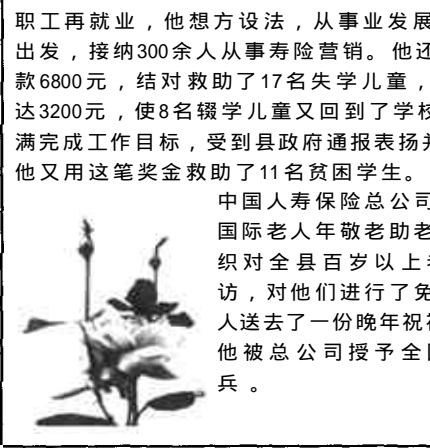 职工再就业，他想方设法，从事业发展
出发，接纳300余人从事寿险营销。他还
款6800元，结对救助了17名失学儿童，
达3200元，使8名辍学儿童又回到了学校
满完成工作目标，受到县政府通报表扬并
他又用这笔奖金救助了11名贫困学生。
中国人寿保险总公司
国际老人年敬老助老
织对全县百岁以上老
访，对他们进行了免
人送去了一份晚年祝福
他被总公司授予全国
兵。